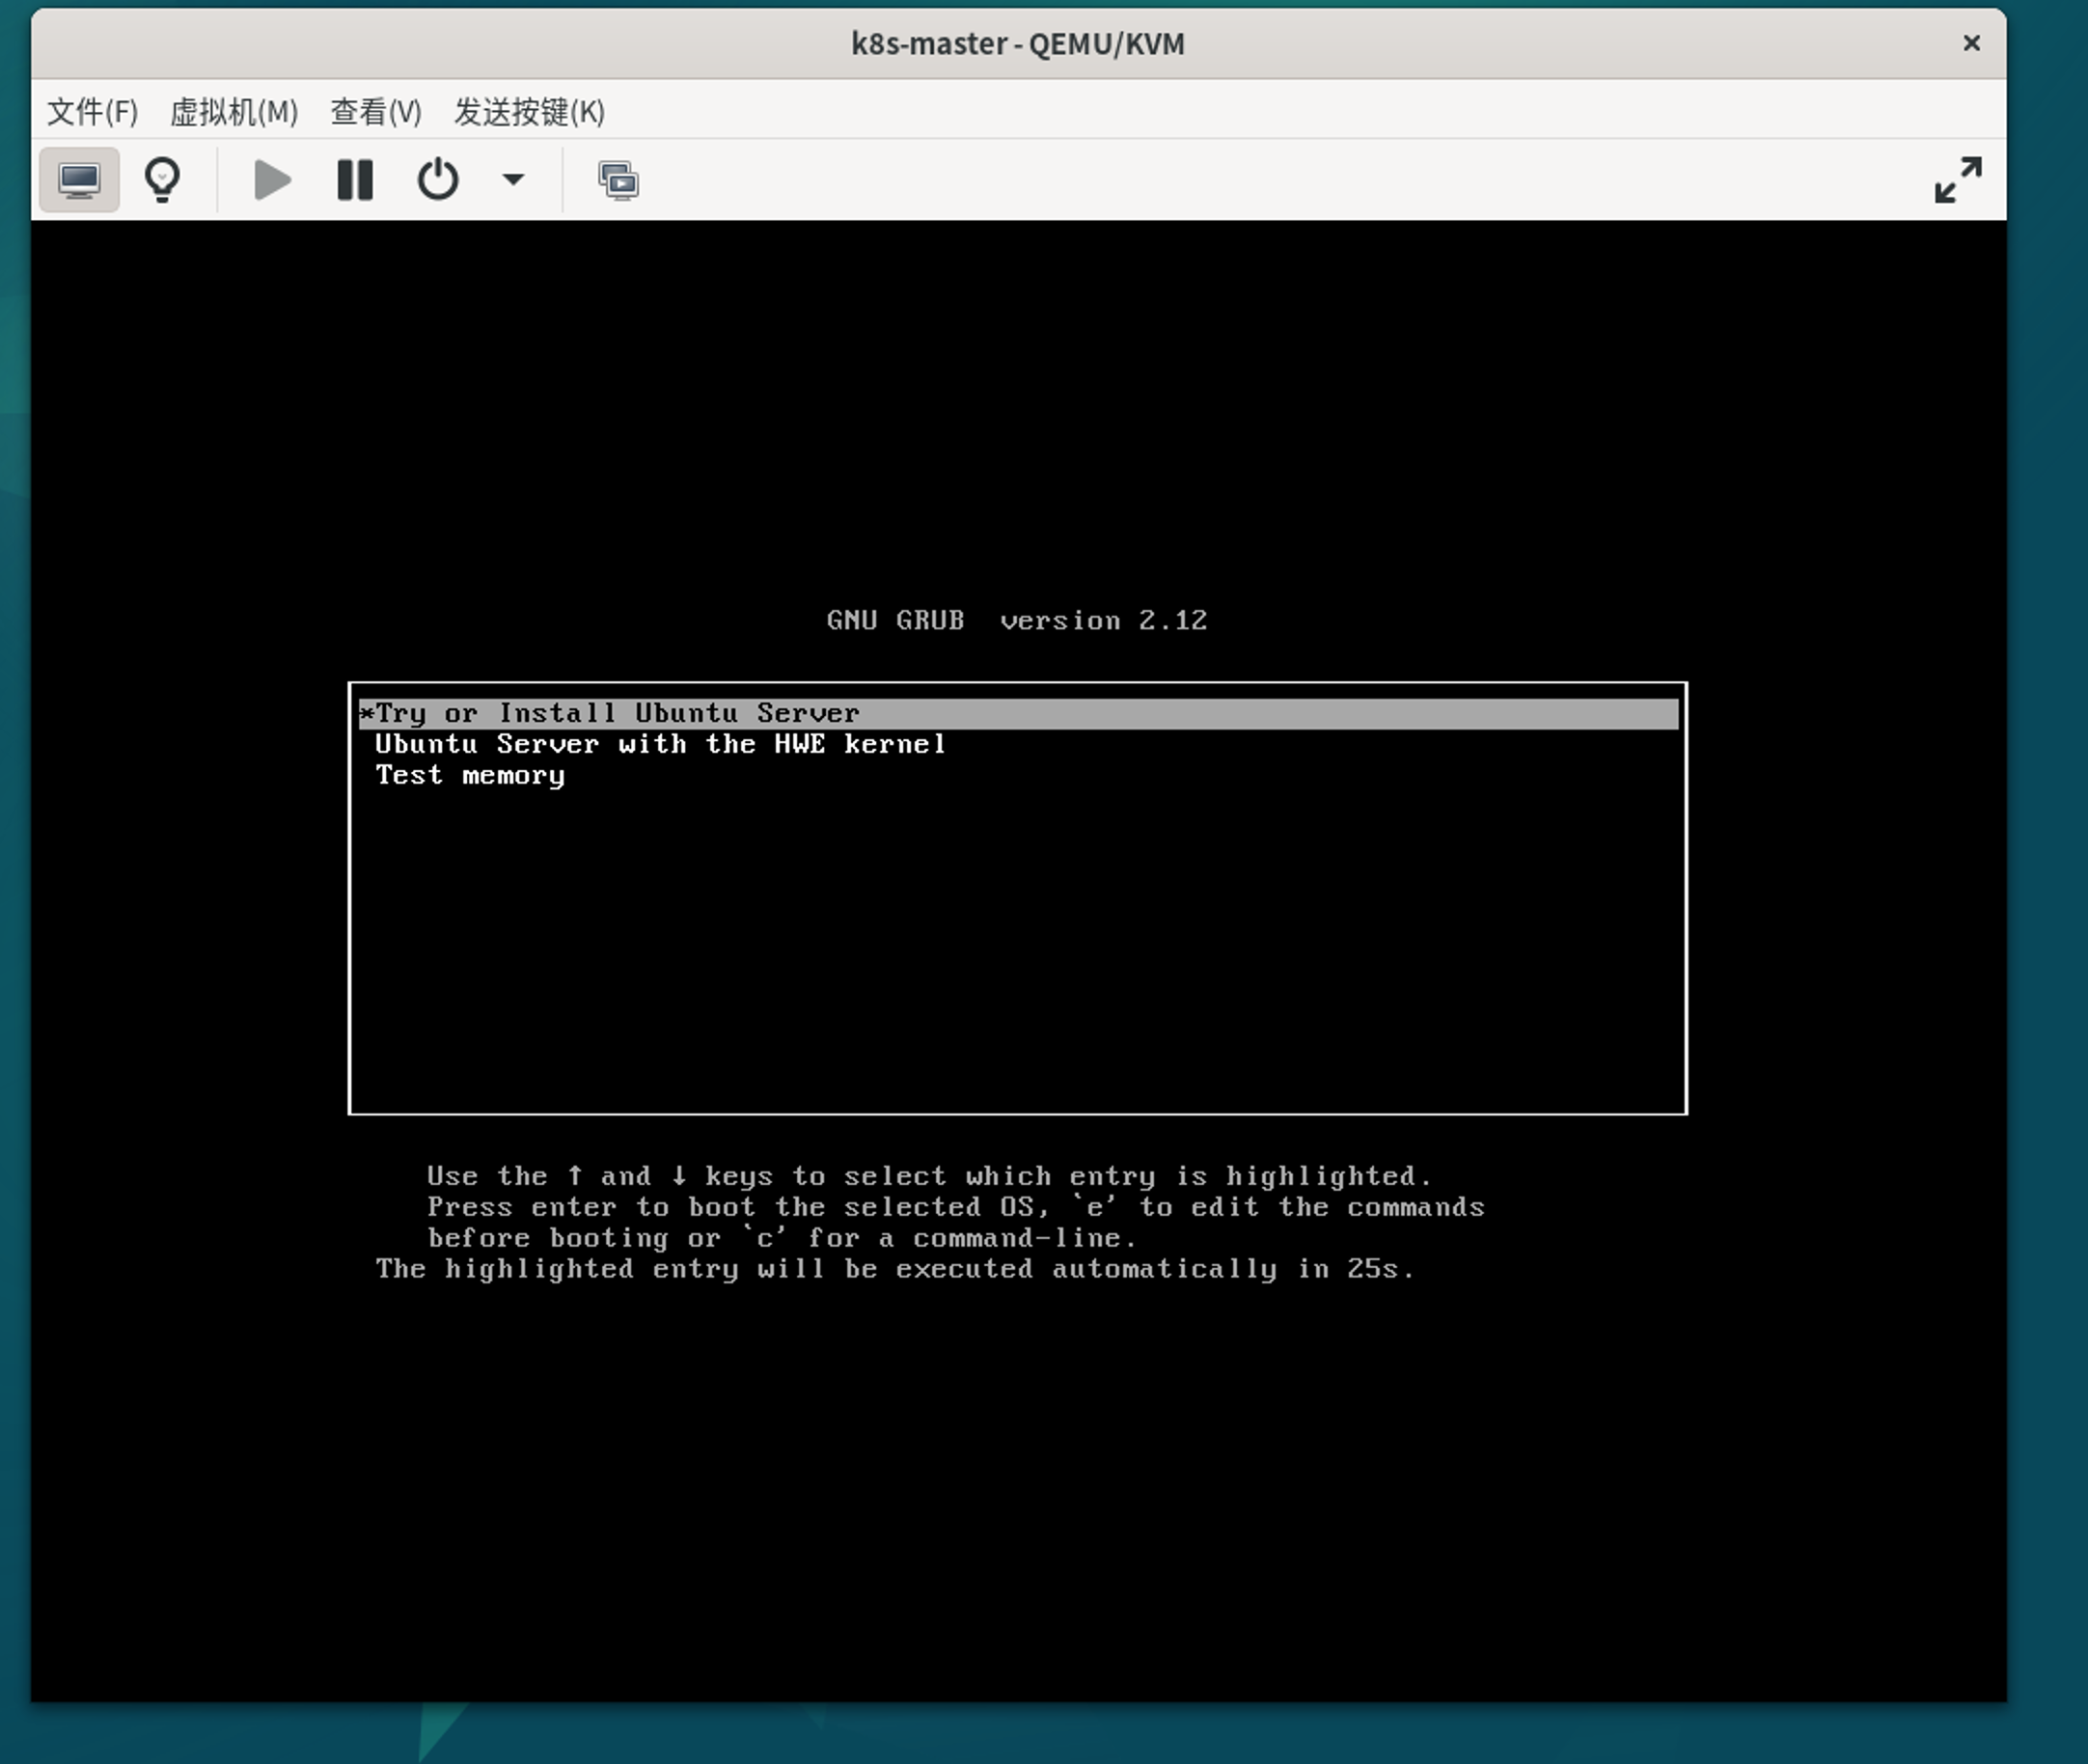 k8s-master - QEMU/KVM
文件(F) 虚拟机(M) 查看(V) 发送按键(K)
GNU GRUB  version 2.12
*Try or Install Ubuntu Server
Ubuntu Server with the HWE kernel
Test memory
Use the ↑ and ↓ keys to select which entry is highlighted.
Press enter to boot the selected OS, `e' to edit the commands
before booting or `c' for a command-line.
The highlighted entry will be executed automatically in 25s.